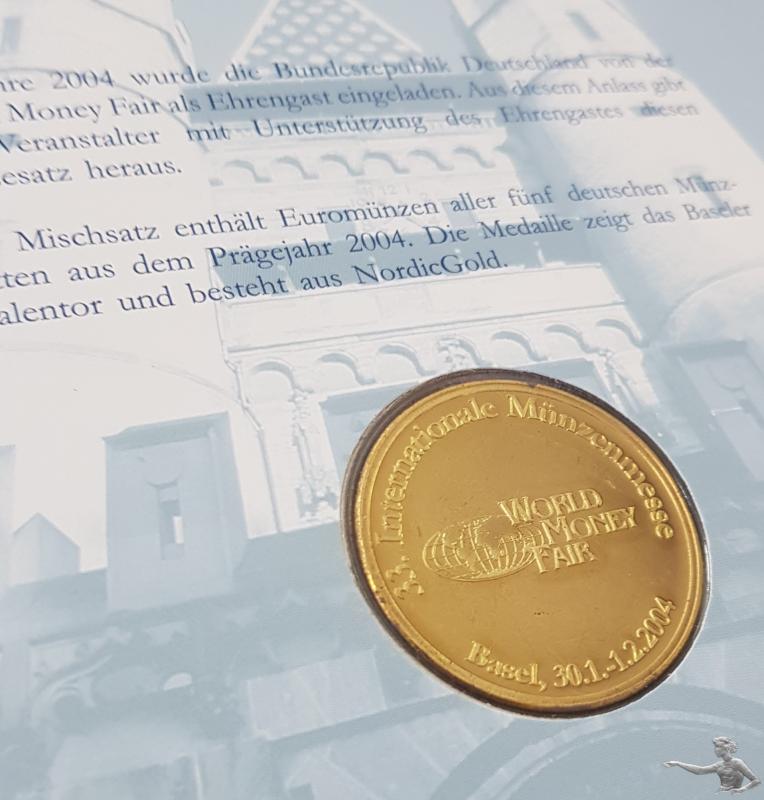 2004 wurde die Bundesrepublik Deutschland von der
Money Fair als Ehrengast eingeladen. Aus diesem Anlass gibt
Veranstalter mit Unterstützung des Ehrengastes diesen
esatz heraus.
Mischsatz enthält Euromünzen aller fünf deutschen Münz-
tten aus dem Prägejahr 2004. Die Medaille zeigt das Baseler
alentor und besteht aus NordicGold.
33. Internationale Münzenmesse
WORLD
MONEY
FAIR
Basel, 30.1.-1.2.2004